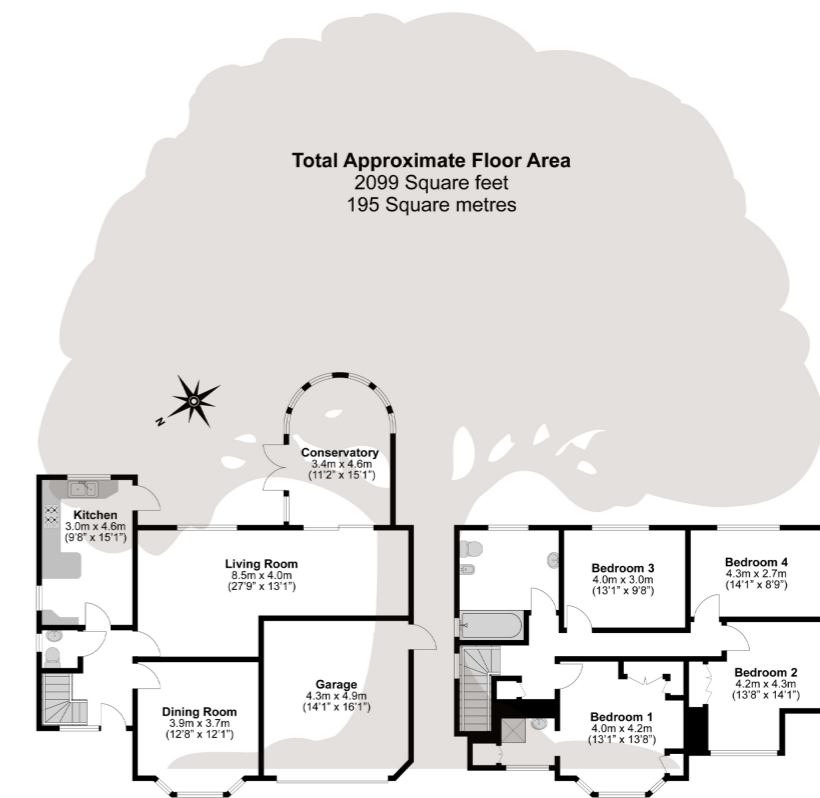 Total Approximate Floor Area
2099 Square feet
195 Square metres
N
Conservatory
3.4m x 4.6m
(11'2" x 15'1")
Kitchen
3.0m x 4.6m
(9'8" x 15'1")
Living Room
8.5m x 4.0m
(27'9" x 13'1")
Dining Room
3.9m x 3.7m
(12'8" x 12'1")
Garage
4.3m x 4.9m
(14'1" x 16'1")
Bedroom 3
4.0m x 3.0m
(13'1" x 9'8")
Bedroom 4
4.3m x 2.7m
(14'1" x 8'9")
Bedroom 2
4.2m x 4.3m
(13'8" x 14'1")
Bedroom 1
4.0m x 4.2m
(13'1" x 13'8")